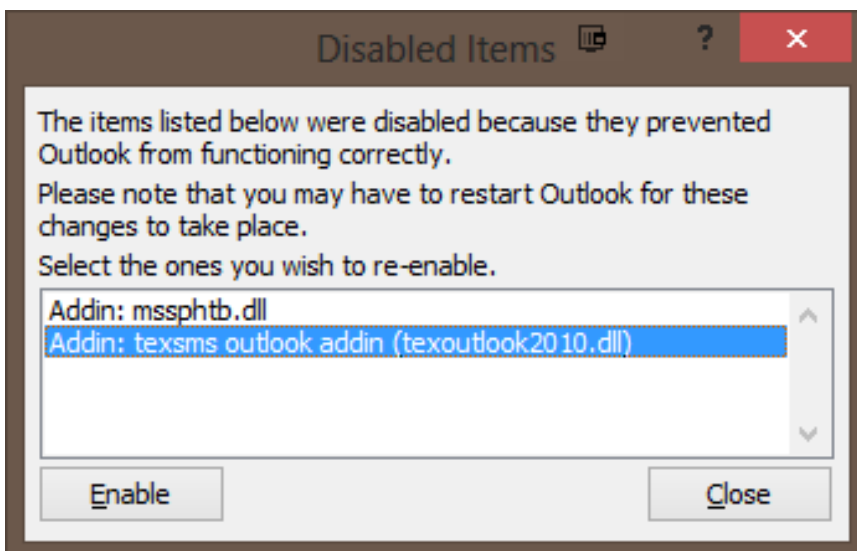 Disabled Items
?
The items listed below were disabled because they prevented
Outlook from functioning correctly.
Please note that you may have to restart Outlook for these
changes to take place.
Select the ones you wish to re-enable.
Addin: mssphtb.dll
Addin: texsms outlook addin (texoutlook2010.dll)
Enable
Close